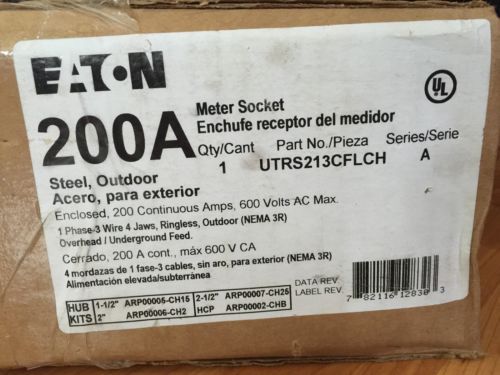 EATON
200A
Meter Socket
Enchufe receptor del medidor
Qty/Cant Part No./Pieza Series/Serie
1 UTRS213CFLCH A
UL
Steel, Outdoor
Acero, para exterior
Enclosed, 200 Continuous Amps, 600 Volts AC Max.
1 Phase-3 Wire 4 Jaws, Ringless, Outdoor (NEMA 3R)
Overhead / Underground Feed.
Cerrado, 200 A cont., máx 600 V CA
4 mordazas de 1 fase-3 cables, sin aro, para exterior (NEMA 3R)
Alimentación elevada/subterránea
HUB KITS
1-1/2" ARP00005-CH15 2-1/2" ARP00007-CH25
2" ARP00006-CH2 HCP ARP00002-CHB
DATA REV
LABEL REV.
7 82116 12838 3